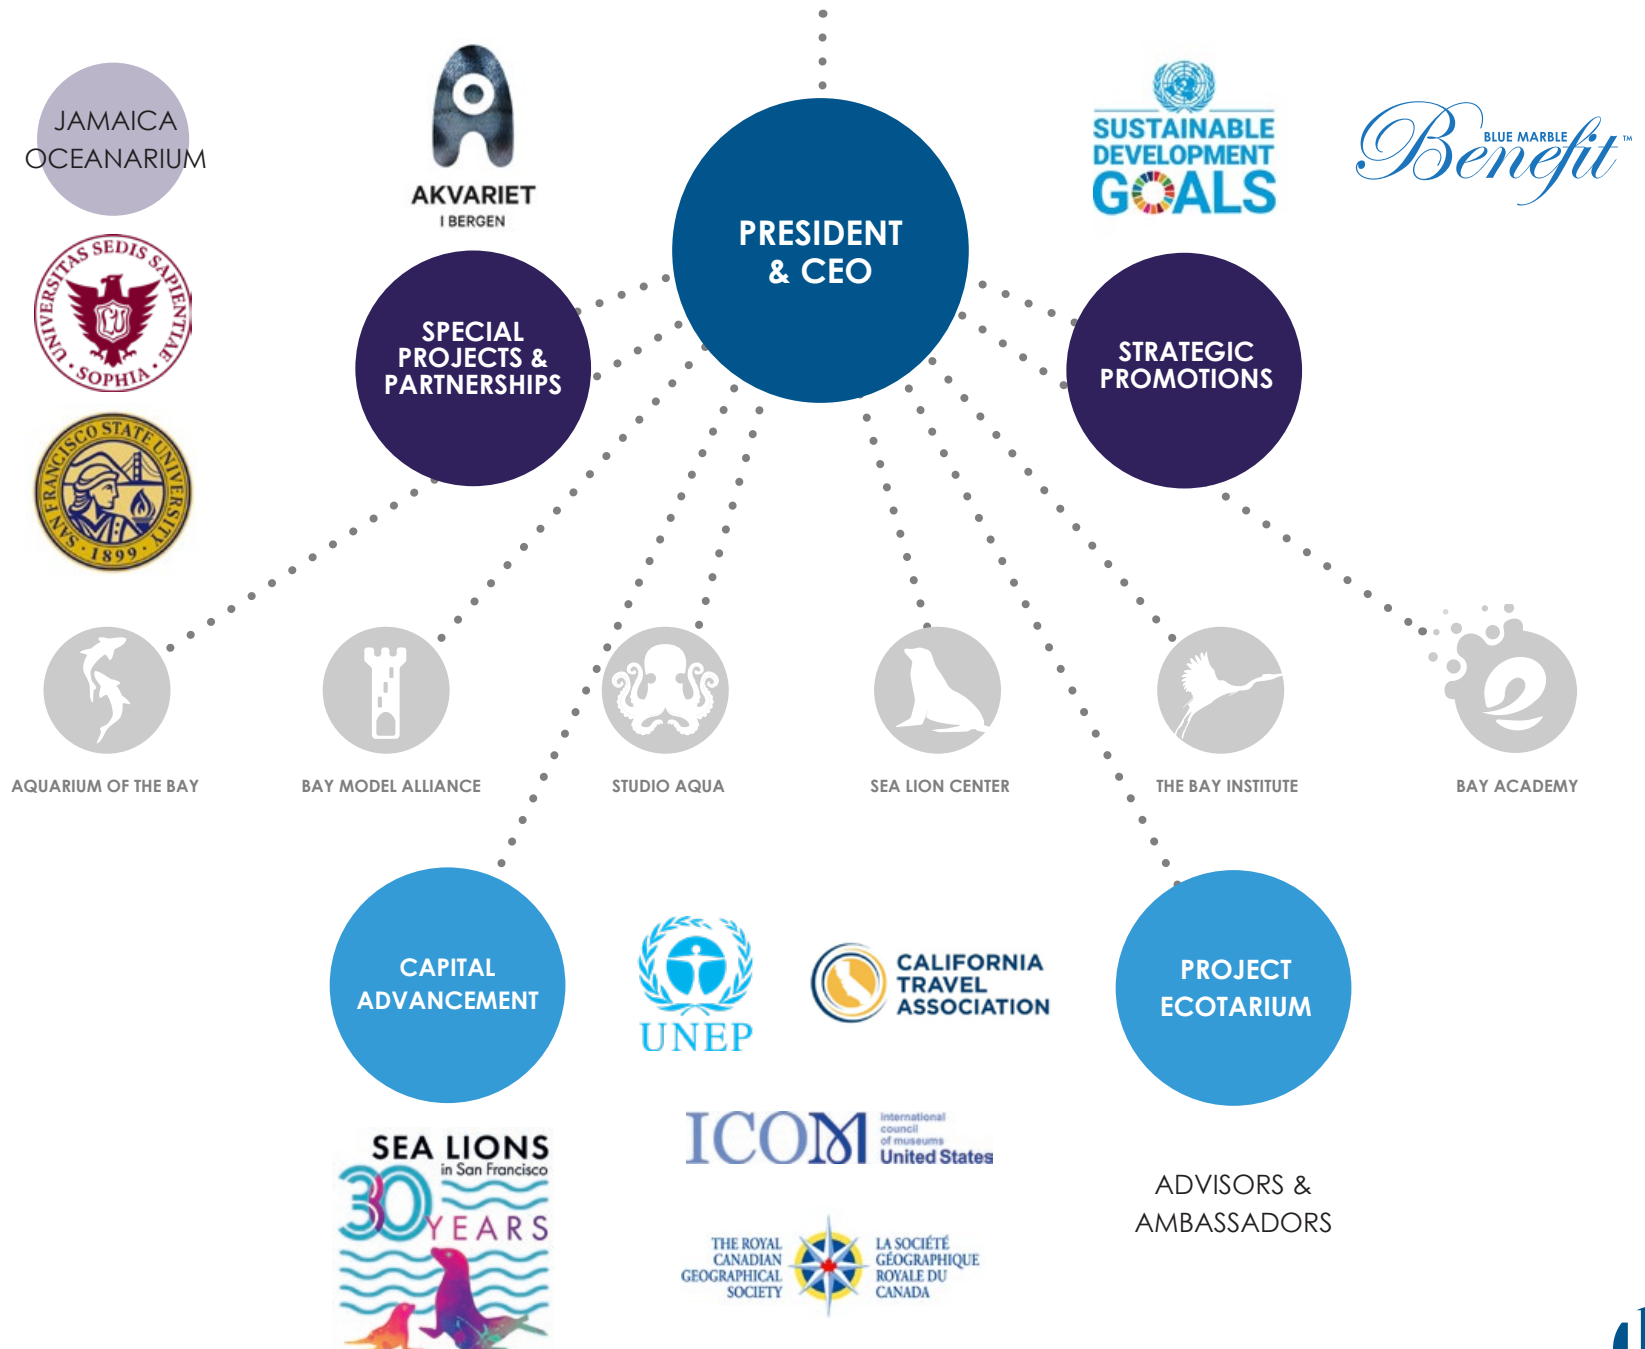 JAMAICA
OCEANARIUM
AKVARIET
I BERGEN
SUSTAINABLE
DEVELOPMENT
GOALS
BLUE MARBLE
Benefit™
PRESIDENT
& CEO
UNIVERSITAS SEDIS SAPIENTIAE
· SOPHIA ·
SPECIAL
PROJECTS &
PARTNERSHIPS
STRATEGIC
PROMOTIONS
SAN FRANCISCO STATE UNIVERSITY
· 1899 ·
AQUARIUM OF THE BAY
BAY MODEL ALLIANCE
STUDIO AQUA
SEA LION CENTER
THE BAY INSTITUTE
BAY ACADEMY
CAPITAL
ADVANCEMENT
UNEP
CALIFORNIA
TRAVEL
ASSOCIATION
PROJECT
ECOTARIUM
SEA LIONS
in San Francisco
30
YEARS
ICOM
international
council
of museums
United States
THE ROYAL
CANADIAN
GEOGRAPHICAL
SOCIETY
LA SOCIÉTÉ
GÉOGRAPHIQUE
ROYALE DU
CANADA
ADVISORS &
AMBASSADORS